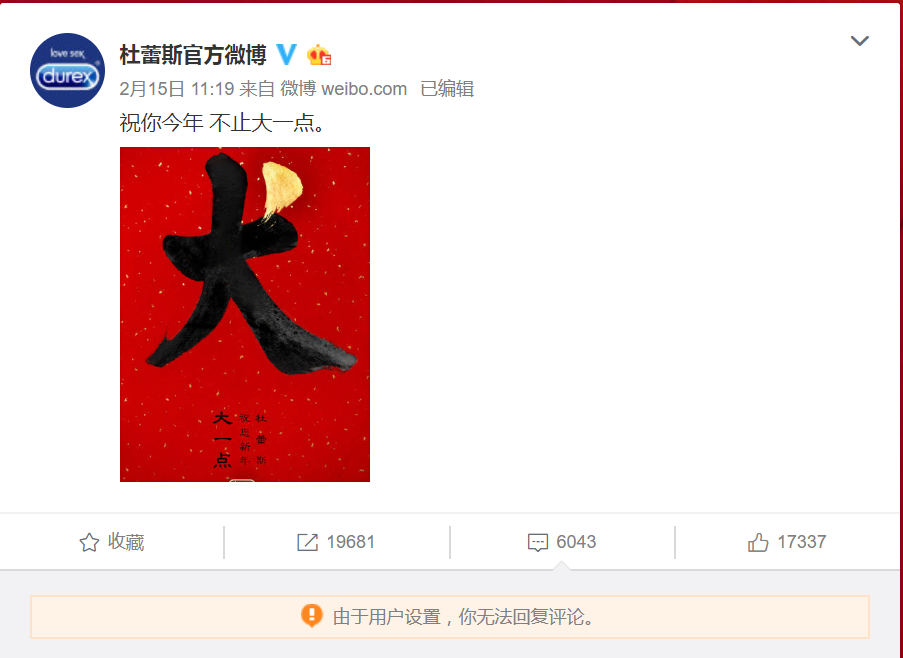 love sex
durex
杜蕾斯官方微博
2月15日 11:19 来自 微博 weibo.com 已编辑
祝你今年 不止大一点。
犬
杜蕾斯
祝您新年
大一点
收藏
19681
6043
17337
由于用户设置，你无法回复评论。